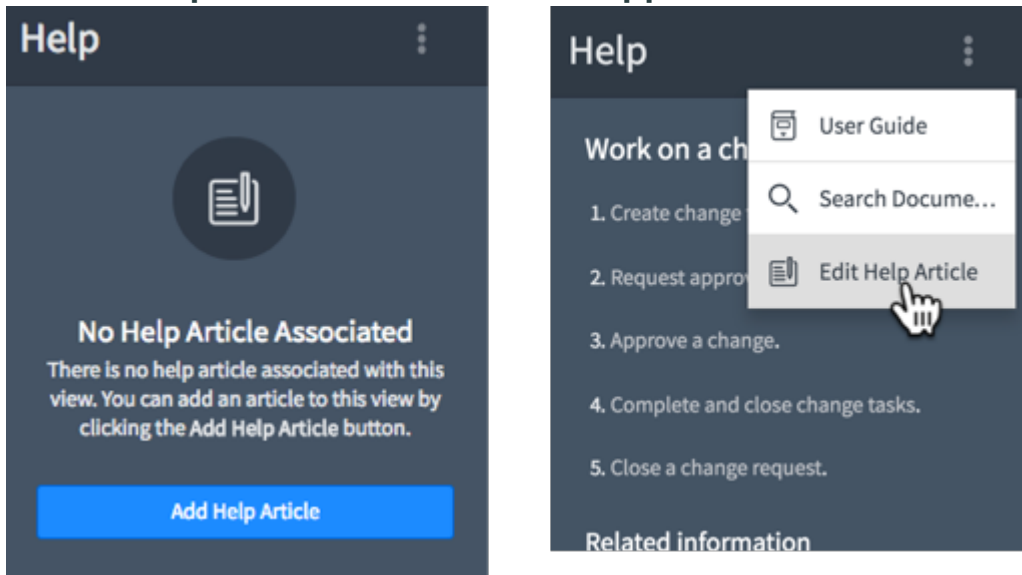 Help
No Help Article Associated
There is no help article associated with this
view. You can add an article to this view by
clicking the Add Help Article button.
Add Help Article
Help
User Guide
Work on a ch
Search Docume...
1. Create change
Edit Help Article
2. Request appro
3. Approve a change.
4. Complete and close change tasks.
5. Close a change request.
Related information